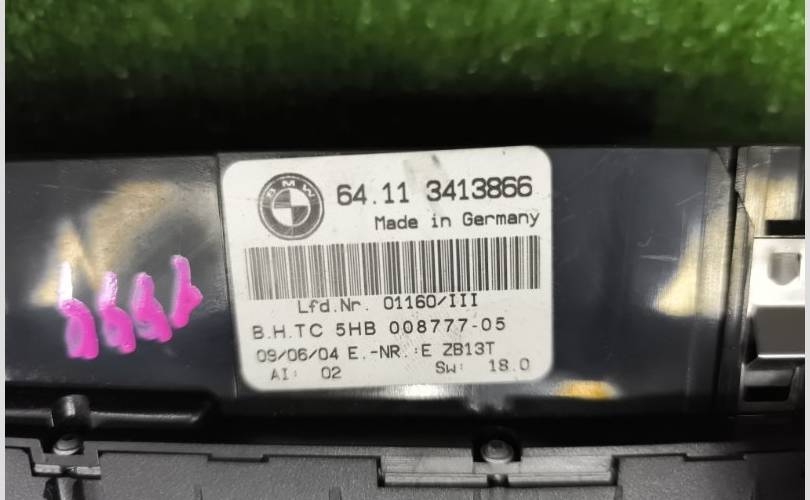 BMW
64.11 3413866
Made in Germany
Lfd.Nr. 01160/III
B.H.TC 5HB 008777-05
09/06/04 E.-NR.:E ZB13T
AI: 02 SW: 18.0